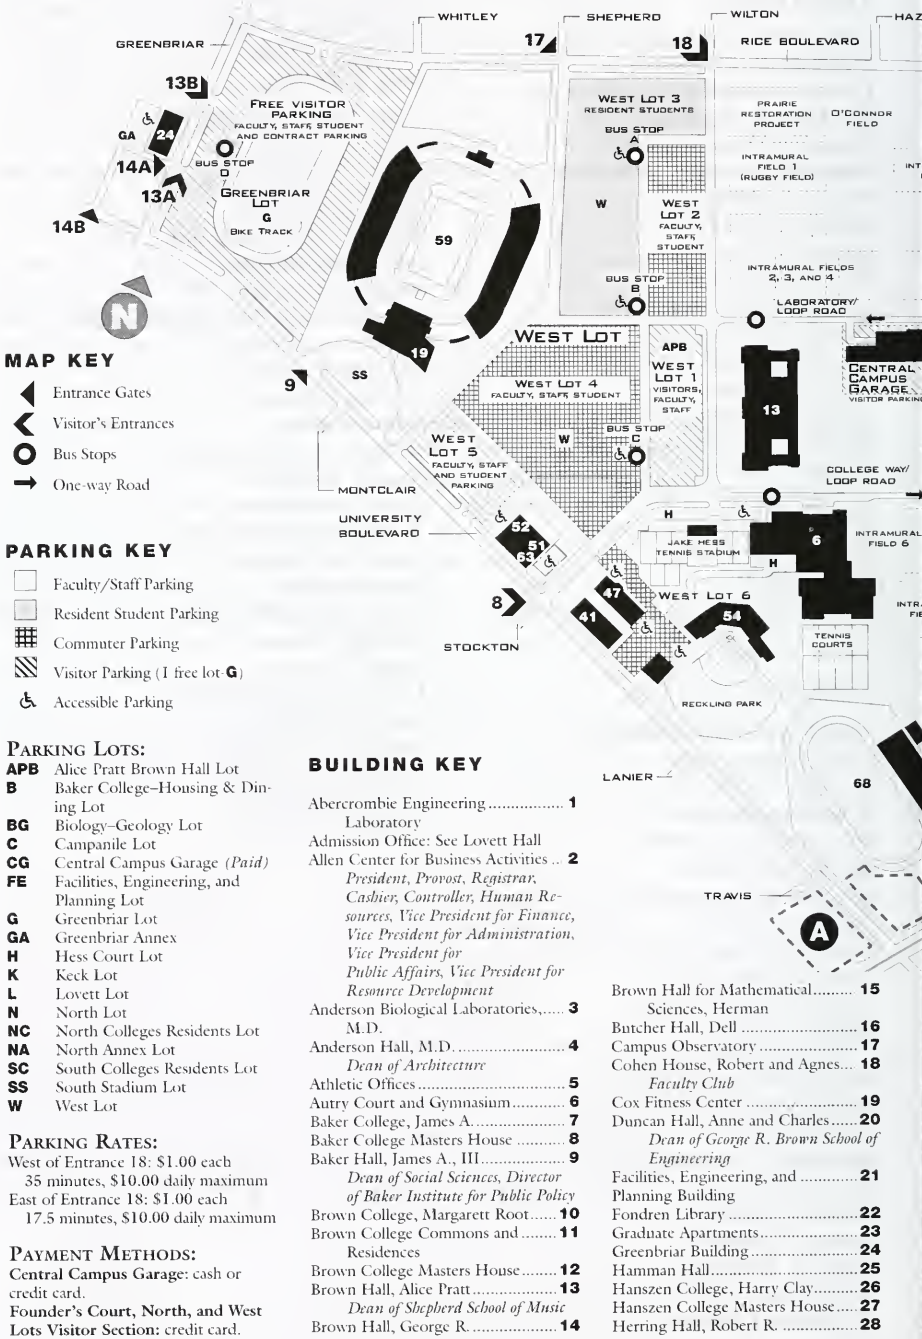 WHITLEY
SHEPHERD
WILTON
HAZ
GREENBRIAR
17
18
RICE BOULEVARD
13B
FREE VISITOR
PARKING
FACULTY, STAFF, STUDENT
AND CONTRACT PARKING
WEST LOT 3
RESIDENT STUDENTS
PRAIRIE
RESTORATION
PROJECT
O'CONNOR
FIELD
GA
24
BUS STOP
A
BUS STOP
D
14A
13A
INTRAMURAL
FIELD 1
(RUGBY FIELD)
INT
GREENBRIAR
LOT
G
BIKE TRACK
W
WEST
LOT 2
FACULTY,
STAFF,
STUDENT
14B
59
INTRAMURAL FIELDS
2, 3, AND 4
BUS STOP
B
N
LABORATORY/
LOOP ROAD
WEST LOT
APB
19
MAP KEY
SS
WEST
LOT 1
VISITORS,
FACULTY,
STAFF
CENTRAL
CAMPUS
GARAGE
VISITOR PARKING
9
WEST LOT 4
FACULTY, STAFF, STUDENT
Entrance Gates
13
Visitor's Entrances
BUS STOP
C
W
WEST
LOT 5
FACULTY, STAFF
AND STUDENT
PARKING
Bus Stops
One-way Road
COLLEGE WAY/
LOOP ROAD
MONTCLAIR
UNIVERSITY
BOULEVARD
H
52
51
63
JAKE HESS
TENNIS STADIUM
6
INTRAMURAL
FIELD 6
PARKING KEY
H
Faculty/Staff Parking
47
WEST LOT 6
8
Resident Student Parking
41
54
INTRA
FIE
Commuter Parking
STOCKTON
TENNIS
COURTS
Visitor Parking (1 free lot-G)
Accessible Parking
RECKLING PARK
PARKING LOTS:
APB Alice Pratt Brown Hall Lot
B Baker College–Housing & Din-
ing Lot
BG Biology–Geology Lot
C Campanile Lot
CG Central Campus Garage (Paid)
FE Facilities, Engineering, and
Planning Lot
G Greenbriar Lot
GA Greenbriar Annex
H Hess Court Lot
K Keck Lot
L Lovett Lot
N North Lot
NC North Colleges Residents Lot
NA North Annex Lot
SC South Colleges Residents Lot
SS South Stadium Lot
W West Lot
PARKING RATES:
West of Entrance 18: $1.00 each
35 minutes, $10.00 daily maximum
East of Entrance 18: $1.00 each
17.5 minutes, $10.00 daily maximum
PAYMENT METHODS:
Central Campus Garage: cash or
credit card.
Founder's Court, North, and West
Lots Visitor Section: credit card.
BUILDING KEY
LANIER
68
TRAVIS
A
Abercrombie Engineering................ 1
Laboratory
Admission Office: See Lovett Hall
Allen Center for Business Activities .. 2
President, Provost, Registrar,
Cashier, Controller, Human Re-
sources, Vice President for Finance,
Vice President for Administration,
Vice President for
Public Affairs, Vice President for
Resource Development
Anderson Biological Laboratories,..... 3
M.D.
Anderson Hall, M.D. ...................... 4
Dean of Architecture
Athletic Offices ............................. 5
Autry Court and Gymnasium............ 6
Baker College, James A................... 7
Baker College Masters House ........... 8
Baker Hall, James A., III.................. 9
Dean of Social Sciences, Director
of Baker Institute for Public Policy
Brown College, Margarett Root...... 10
Brown College Commons and ........ 11
Residences
Brown College Masters House........ 12
Brown Hall, Alice Pratt.................. 13
Dean of Shepherd School of Music
Brown Hall, George R. .................. 14
Brown Hall for Mathematical......... 15
Sciences, Herman
Butcher Hall, Dell ........................ 16
Campus Observatory .................... 17
Cohen House, Robert and Agnes... 18
Faculty Club
Cox Fitness Center ....................... 19
Duncan Hall, Anne and Charles...... 20
Dean of George R. Brown School of
Engineering
Facilities, Engineering, and ............ 21
Planning Building
Fondren Library ........................... 22
Graduate Apartments.................... 23
Greenbriar Building...................... 24
Hamman Hall.............................. 25
Hanszen College, Harry Clay......... 26
Hanszen College Masters House..... 27
Herring Hall, Robert R. ................ 28